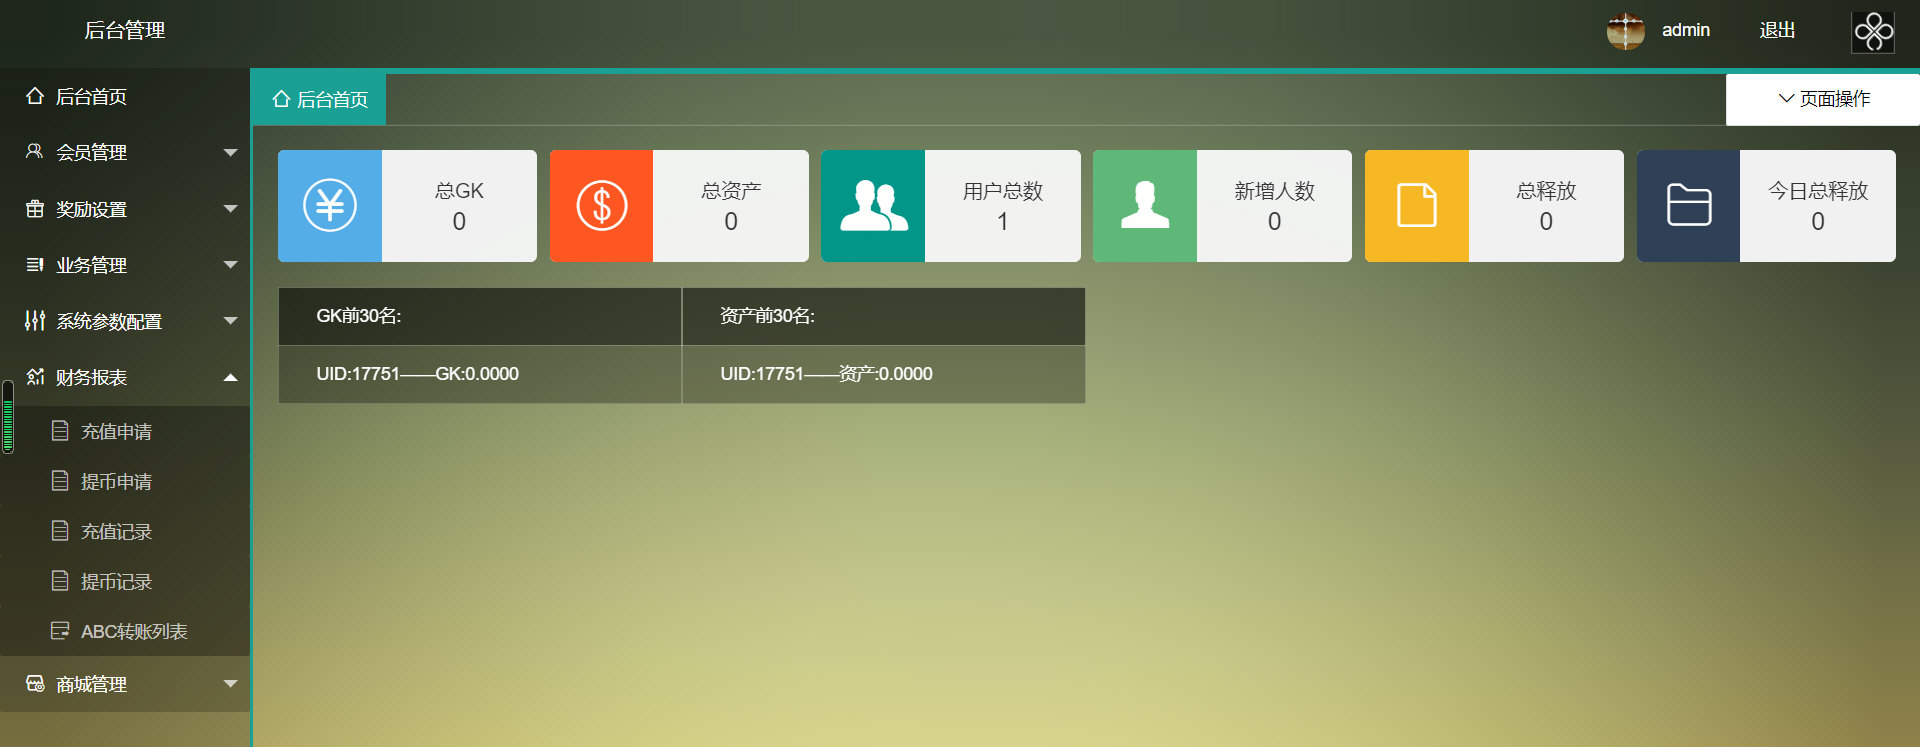 后台管理
admin
退出
后台首页
会员管理
奖励设置
业务管理
系统参数配置
财务报表
充值申请
提币申请
充值记录
提币记录
ABC转账列表
商城管理
后台首页
页面操作
总GK
0
总资产
0
用户总数
1
新增人数
0
总释放
0
今日总释放
0
GK前30名:
资产前30名:
UID:17751——GK:0.0000
UID:17751——资产:0.0000